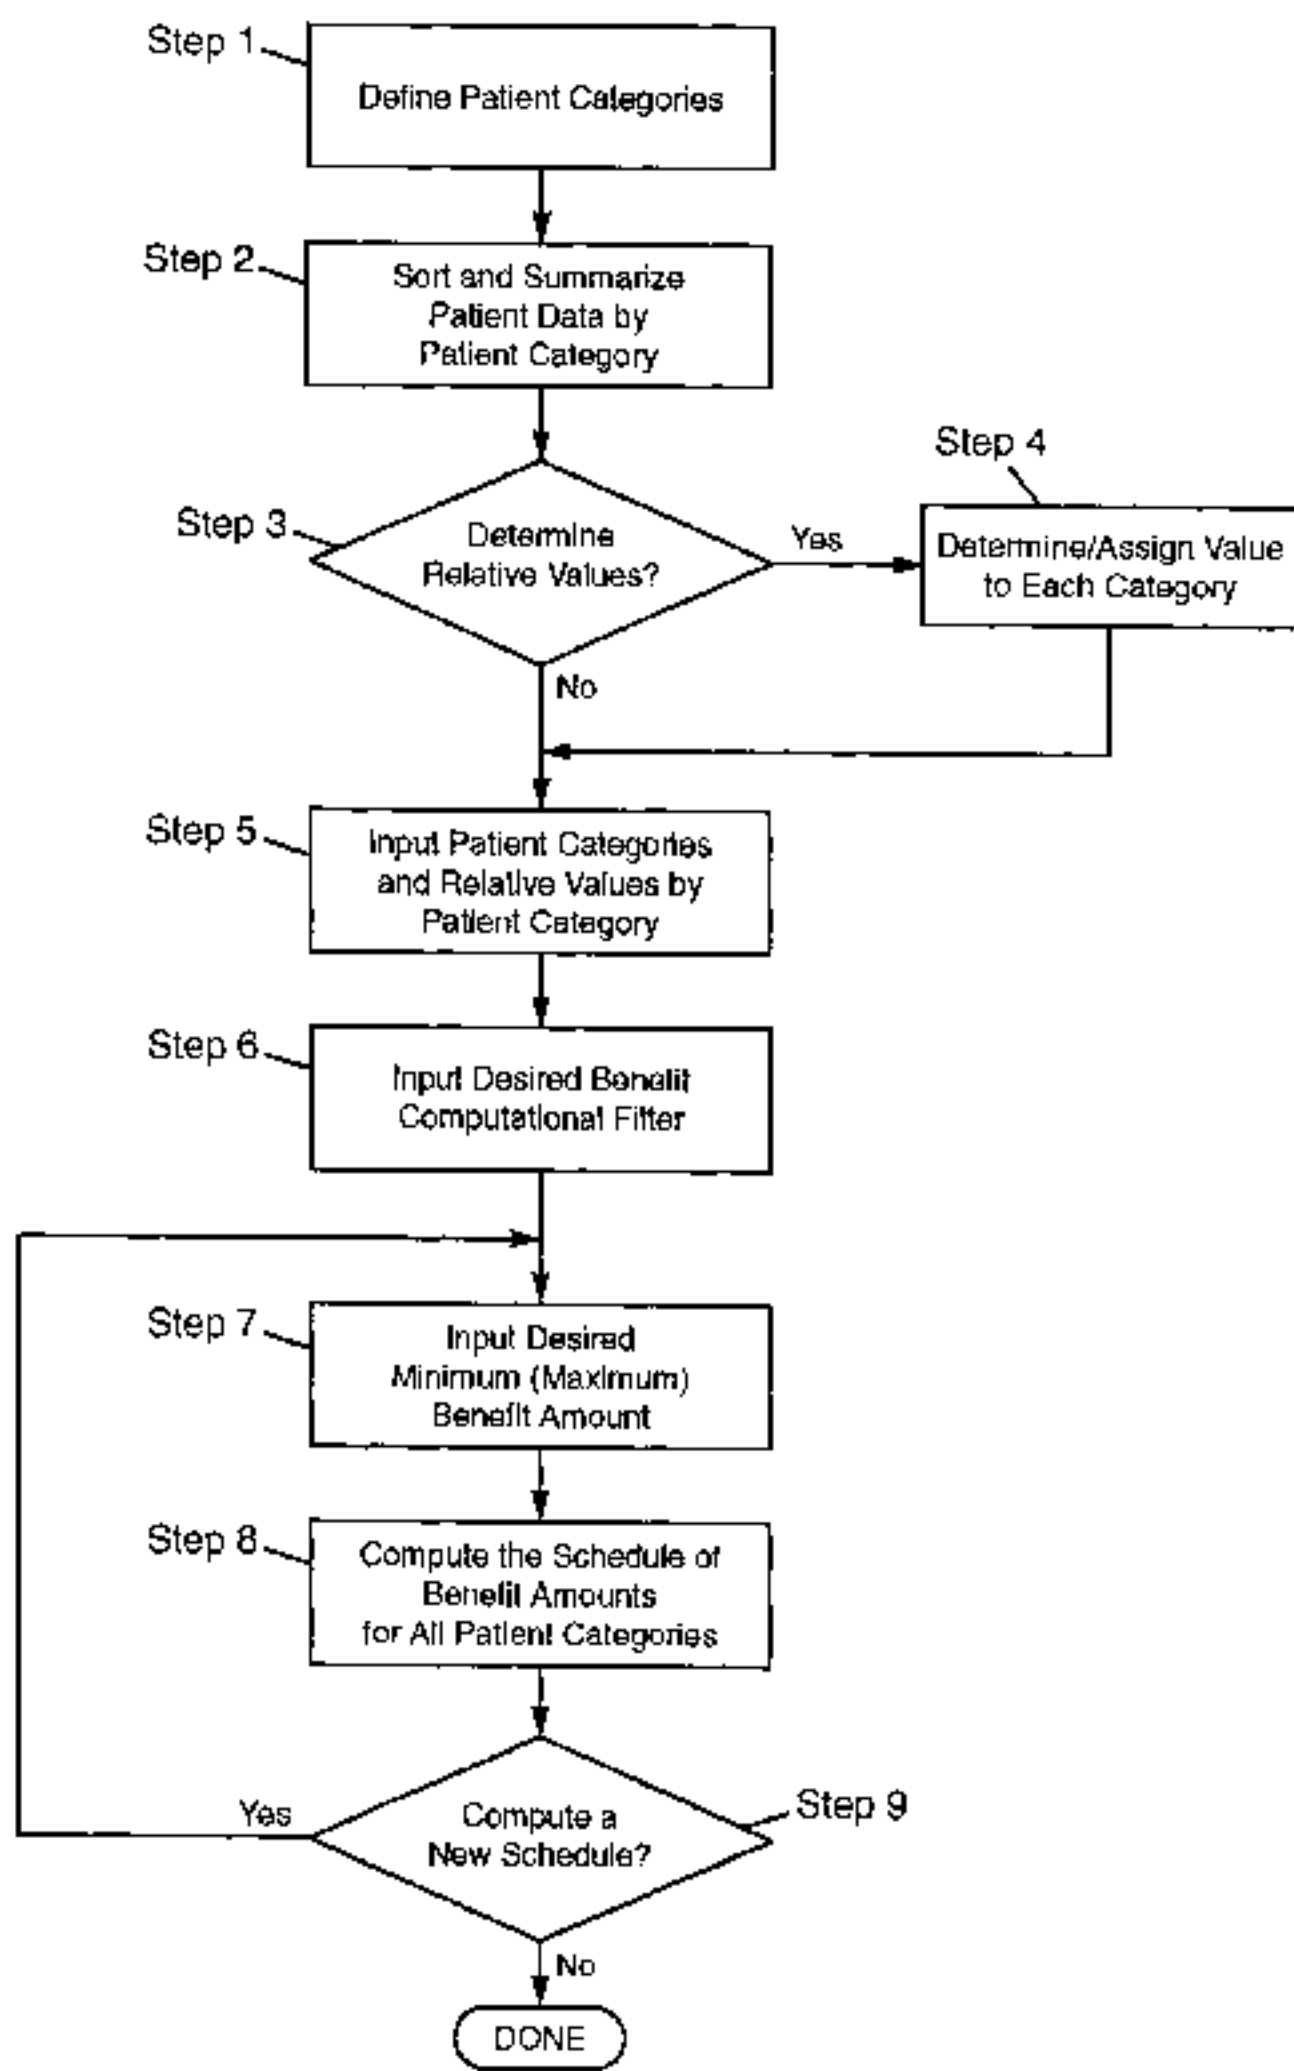 Step 1
Define Patient Categories
Step 2
Sort and Summarize
Patient Data by
Patient Category
Step 3
Determine
Relative Values?
Yes
Step 4
Determine/Assign Value
to Each Category
No
Step 5
Input Patient Categories
and Relative Values by
Patient Category
Step 6
Input Desired Benefit
Computational Filter
Step 7
Input Desired
Minimum (Maximum)
Benefit Amount
Step 8
Compute the Schedule of
Benefit Amounts
for All Patient Categories
Yes
Compute a
New Schedule?
Step 9
No
DONE